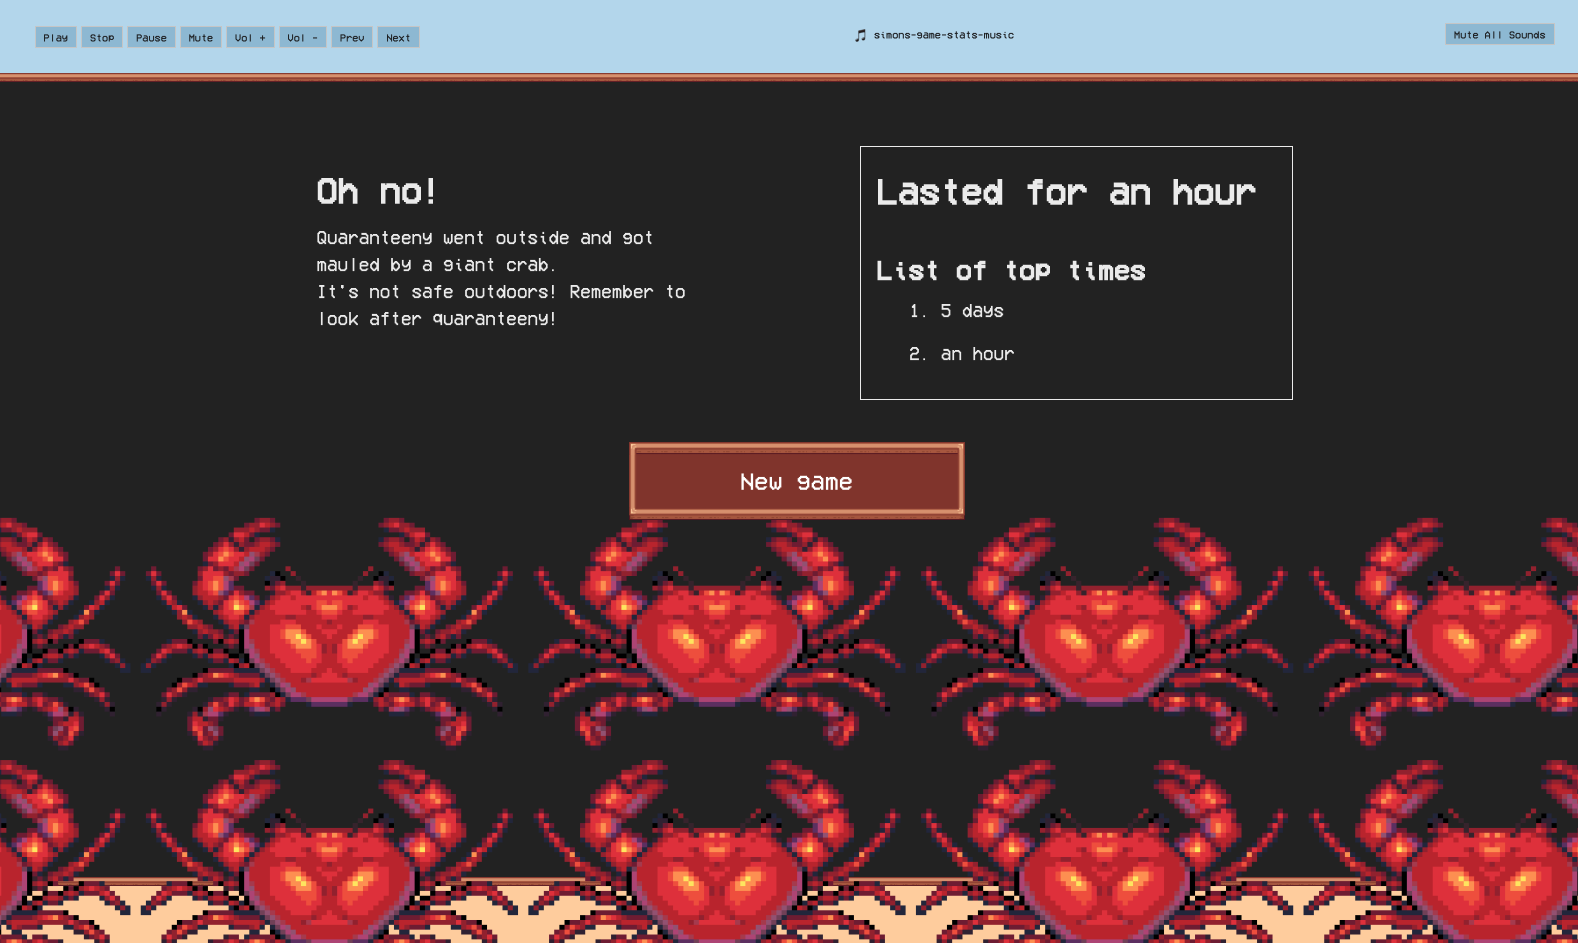 Play Stop Pause Mute Vol + Vol - Prev Next
simons-game-stats-music
Mute All Sounds
Oh no!
Quaranteeny went outside and got
mauled by a giant crab.
It's not safe outdoors! Remember to
look after quaranteeny!
Lasted for an hour
List of top times
1. 5 days
2. an hour
New game